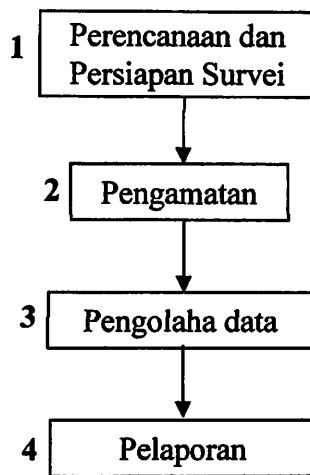 1 Perencanaan dan
Persiapan Survei
2 Pengamatan
3 Pengolaha data
4 Pelaporan